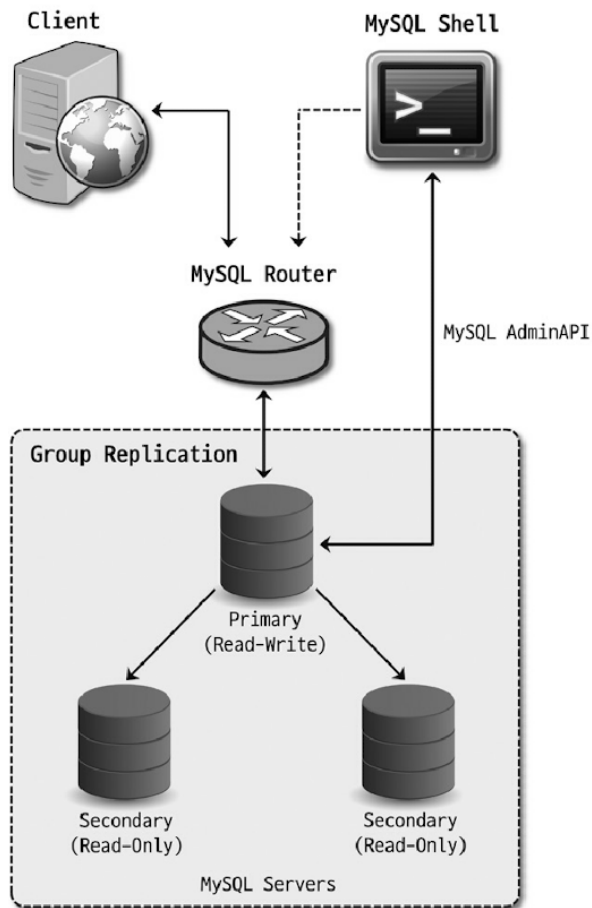 Client
MySQL Shell
>_
MySQL Router
MySQL AdminAPI
Group Replication
Primary
(Read-Write)
Secondary
(Read-Only)
Secondary
(Read-Only)
MySQL Servers